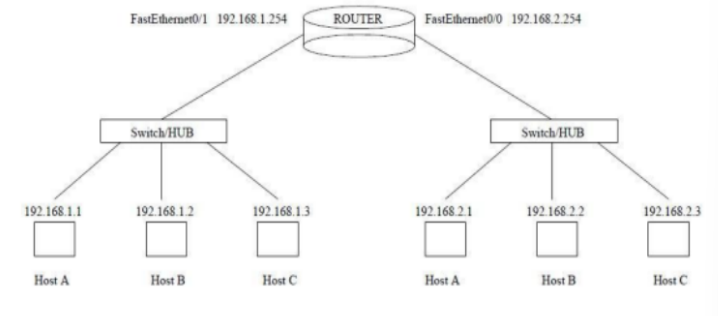 FastEthernet0/1 192.168.1.254 ROUTER FastEthernet0/0 192.168.2.254
Switch/HUB Switch/HUB
192.168.1.1 192.168.1.2 192.168.1.3 192.168.2.1 192.168.2.2 192.168.2.3
Host A Host B Host C Host A Host B Host C